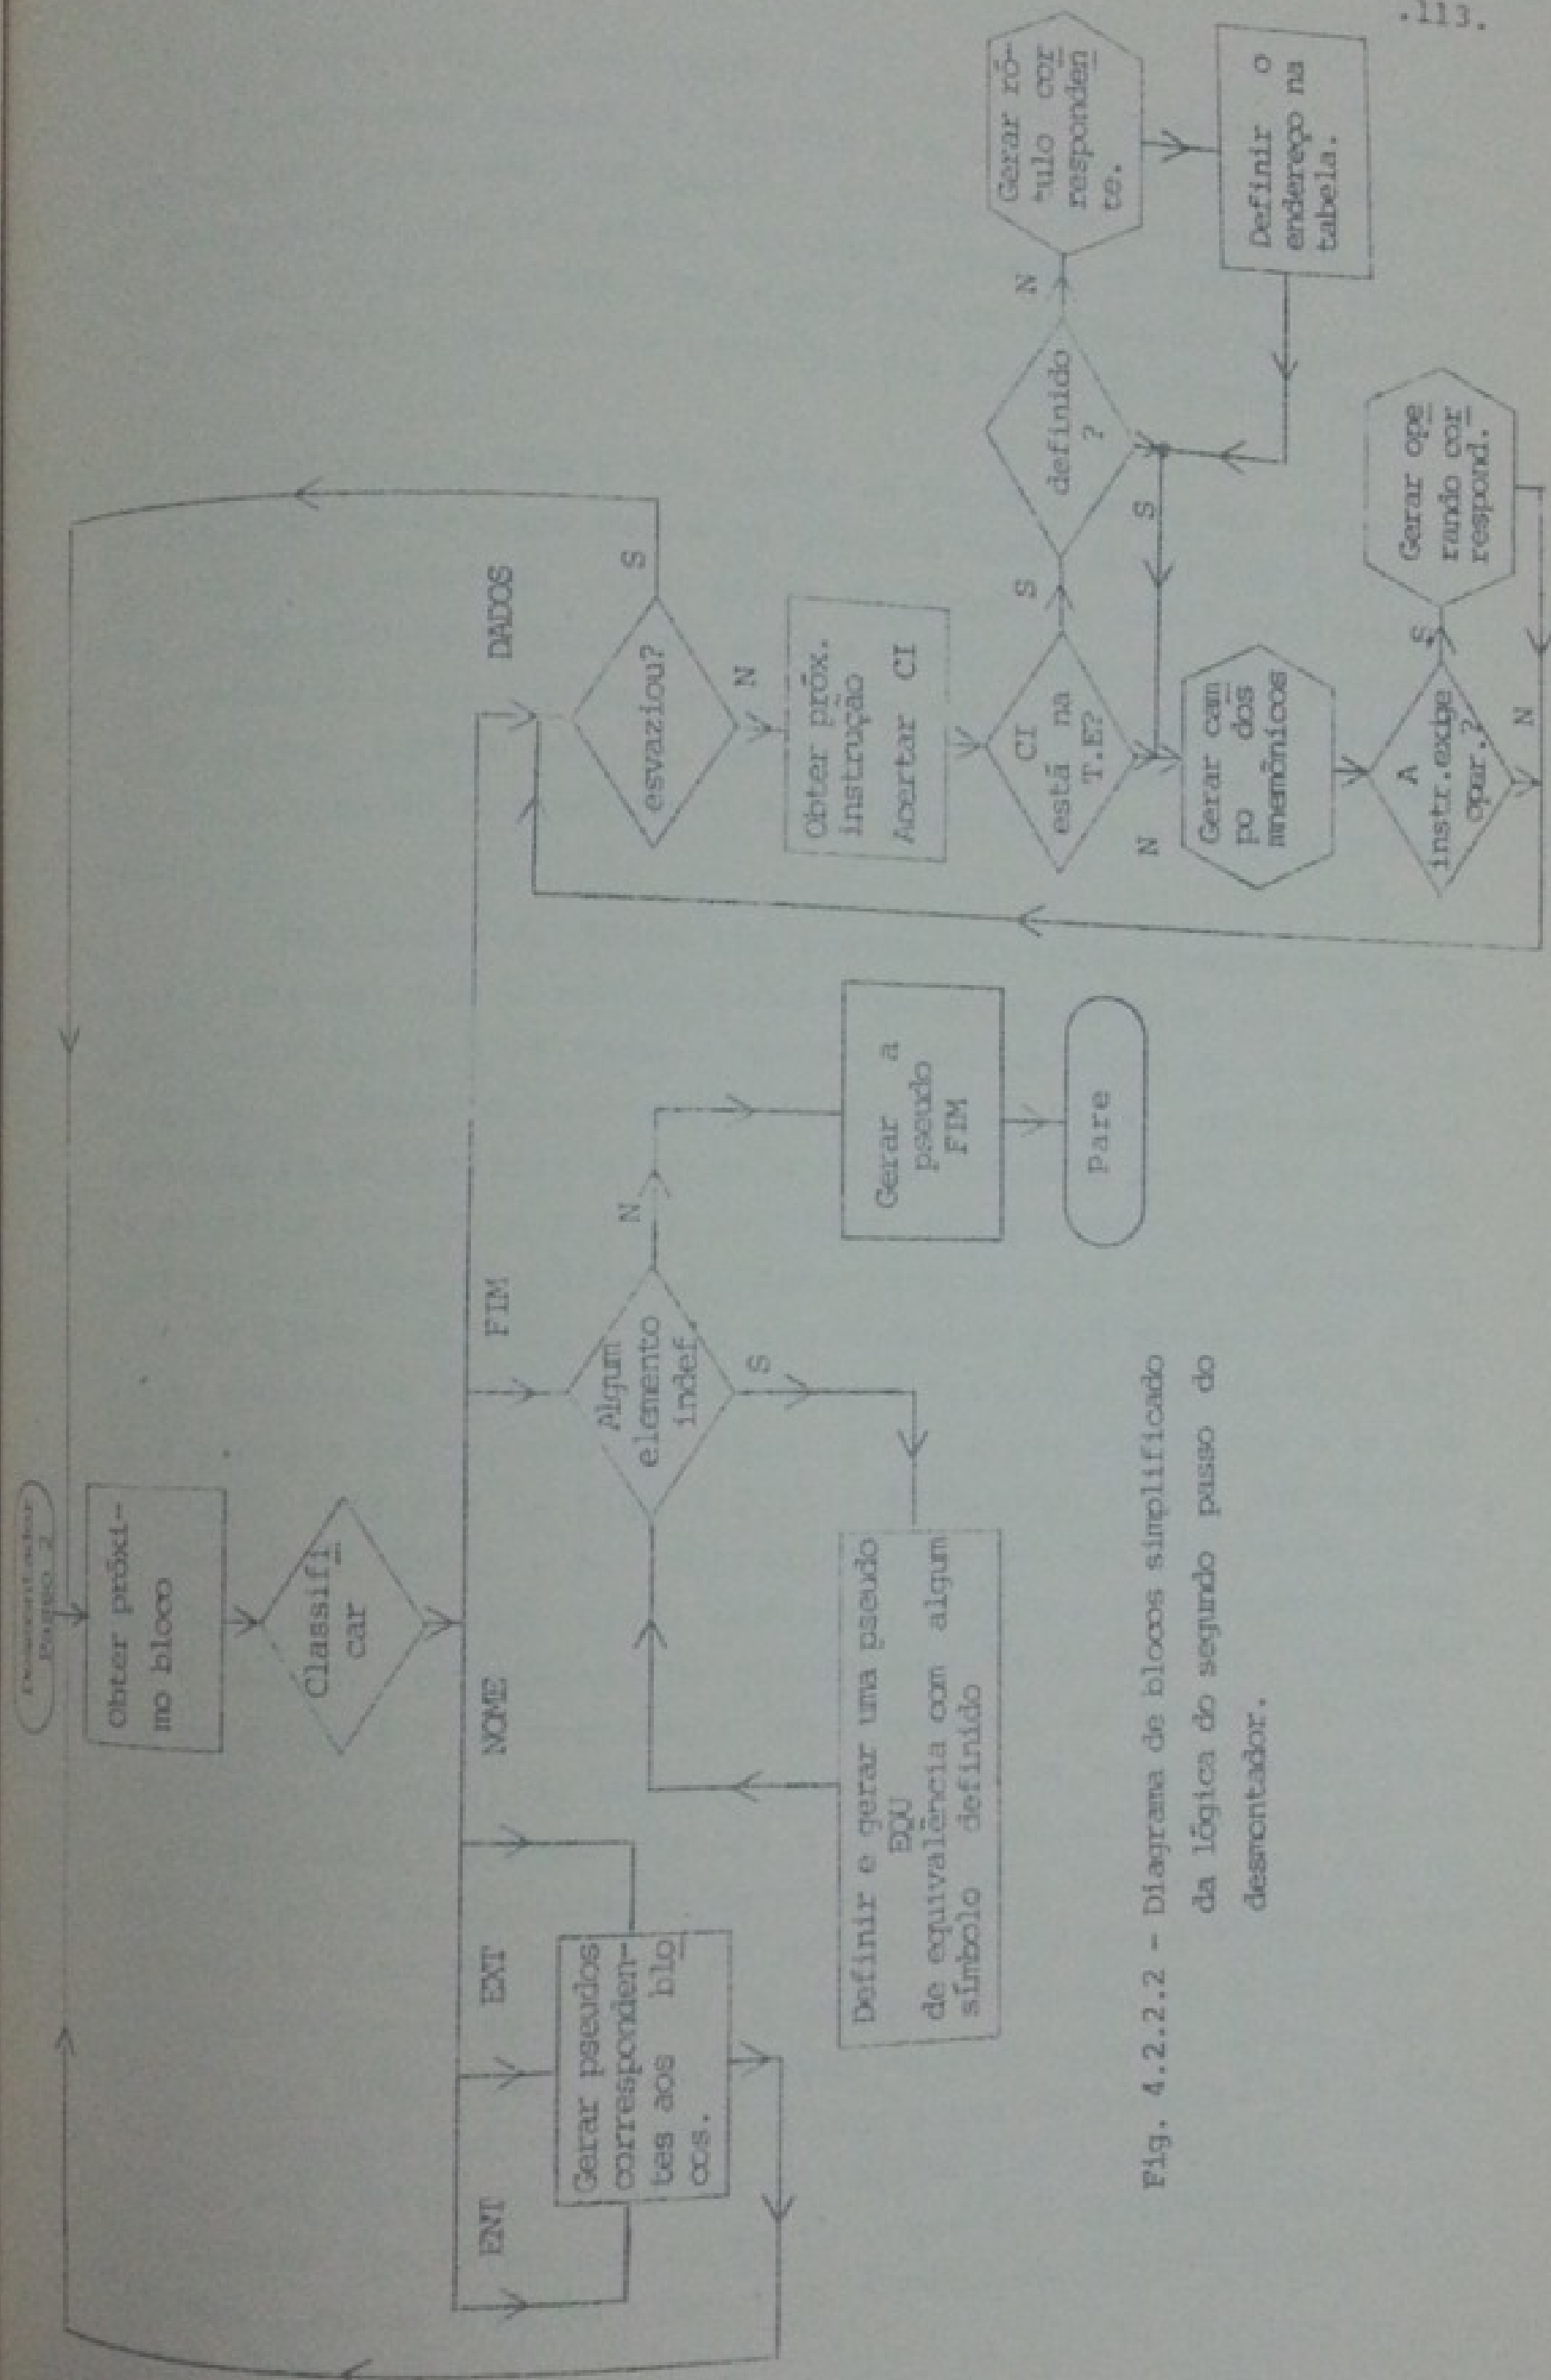 .113.
Desmontador
Passo 2
Obter próxi-
mo bloco
Classifi
car
ENT
EXT
NOME
FIM
DADOS
Gerar pseudos
corresponden-
tes aos blo
cos.
Algum
elemento
indef.
N
S
Definir e gerar uma pseudo
EQU
de equivalência com algum
símbolo definido
Gerar a
pseudo
FIM
Pare
esvaziou?
S
N
Obter próx.
instrução
Acertar CI
CI
está na
T.E?
S
N
definido
?
N
S
Gerar ró-
tulo cor
responden
te.
Definir o
endereço na
tabela.
Gerar cam
po dos
mnemônicos
A
instr.exige
oper.?
S
N
Gerar ope
rando cor
respond.
Fig. 4.2.2.2 - Diagrama de blocos simplificado
da lógica do segundo passo do
desmontador.